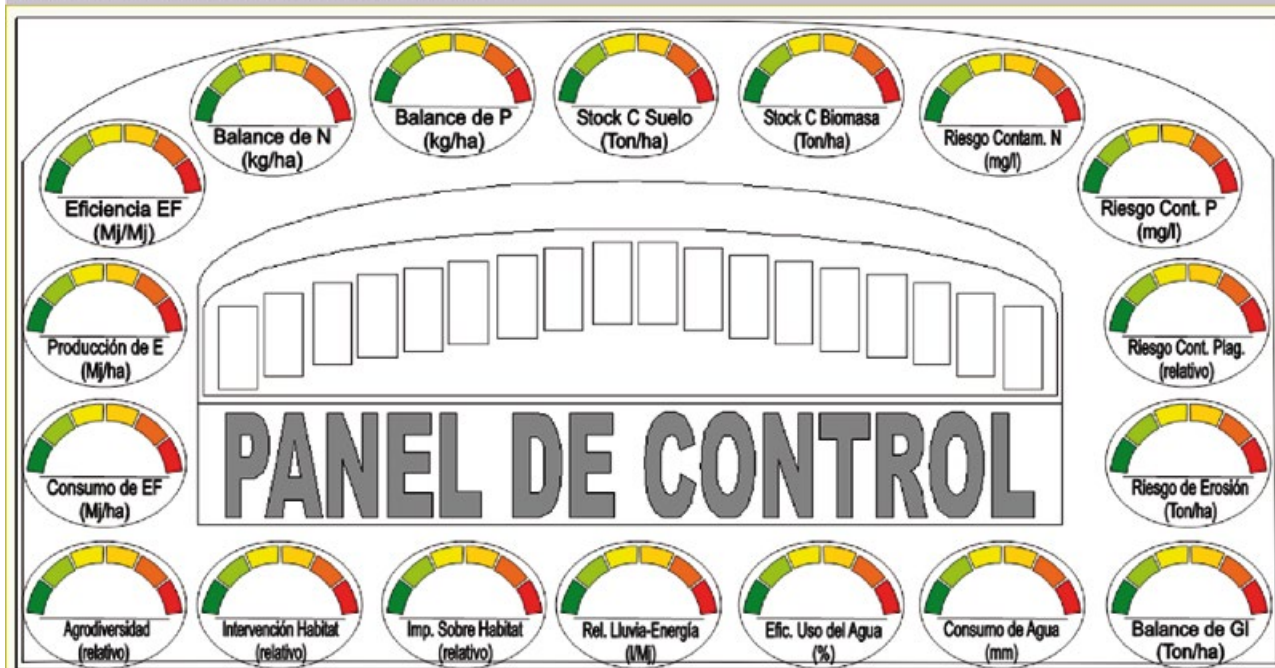 Balance de N
(kg/ha)
Balance de P
(kg/ha)
Stock C Suelo
(Ton/ha)
Stock C Biomasa
(Ton/ha)
Riesgo Contam. N
(mg/l)
Eficiencia EF
(Mj/Mj)
Riesgo Cont. P
(mg/l)
Producción de E
(Mj/ha)
Riesgo Cont. Plag.
(relativo)
Consumo de EF
(Mj/ha)
PANEL DE CONTROL
Riesgo de Erosión
(Ton/ha)
Agrodiversidad
(relativo)
Intervención Habitat
(relativo)
Imp. Sobre Habitat
(relativo)
Rel. Lluvia-Energía
(l/Mj)
Efic. Uso del Agua
(%)
Consumo de Agua
(mm)
Balance de GI
(Ton/ha)